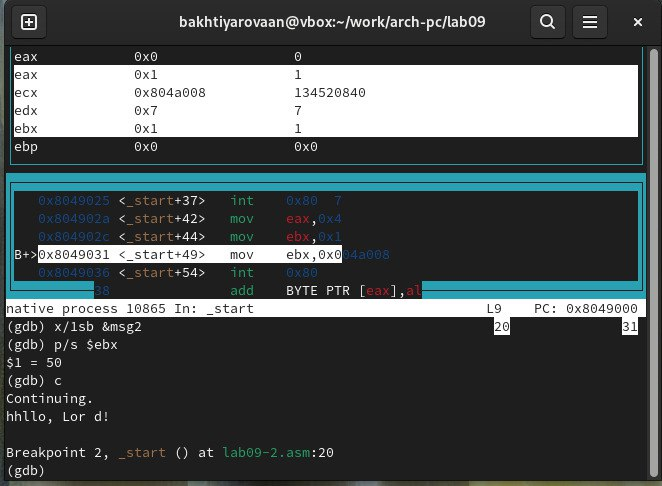 bakhtiyarovaan@vbox:~/work/arch-pc/lab09
eax 0x0 0
eax 0x1 1
ecx 0x804a008 134520840
edx 0x7 7
ebx 0x1 1
ebp 0x0 0x0
0x8049025 <_start+37> int 0x80 7
0x804902a <_start+42> mov eax,0x4
0x804902c <_start+44> mov ebx,0x1
B+>0x8049031 <_start+49> mov ebx,0x004a008
0x8049036 <_start+54> int 0x80
38 add BYTE PTR [eax],al
native process 10865 In: _start L9 PC: 0x8049000
(gdb) x/1sb &msg2 20 31
(gdb) p/s $ebx
$1 = 50
(gdb) c
Continuing.
hhllo, Lor d!
Breakpoint 2, _start () at lab09-2.asm:20
(gdb)